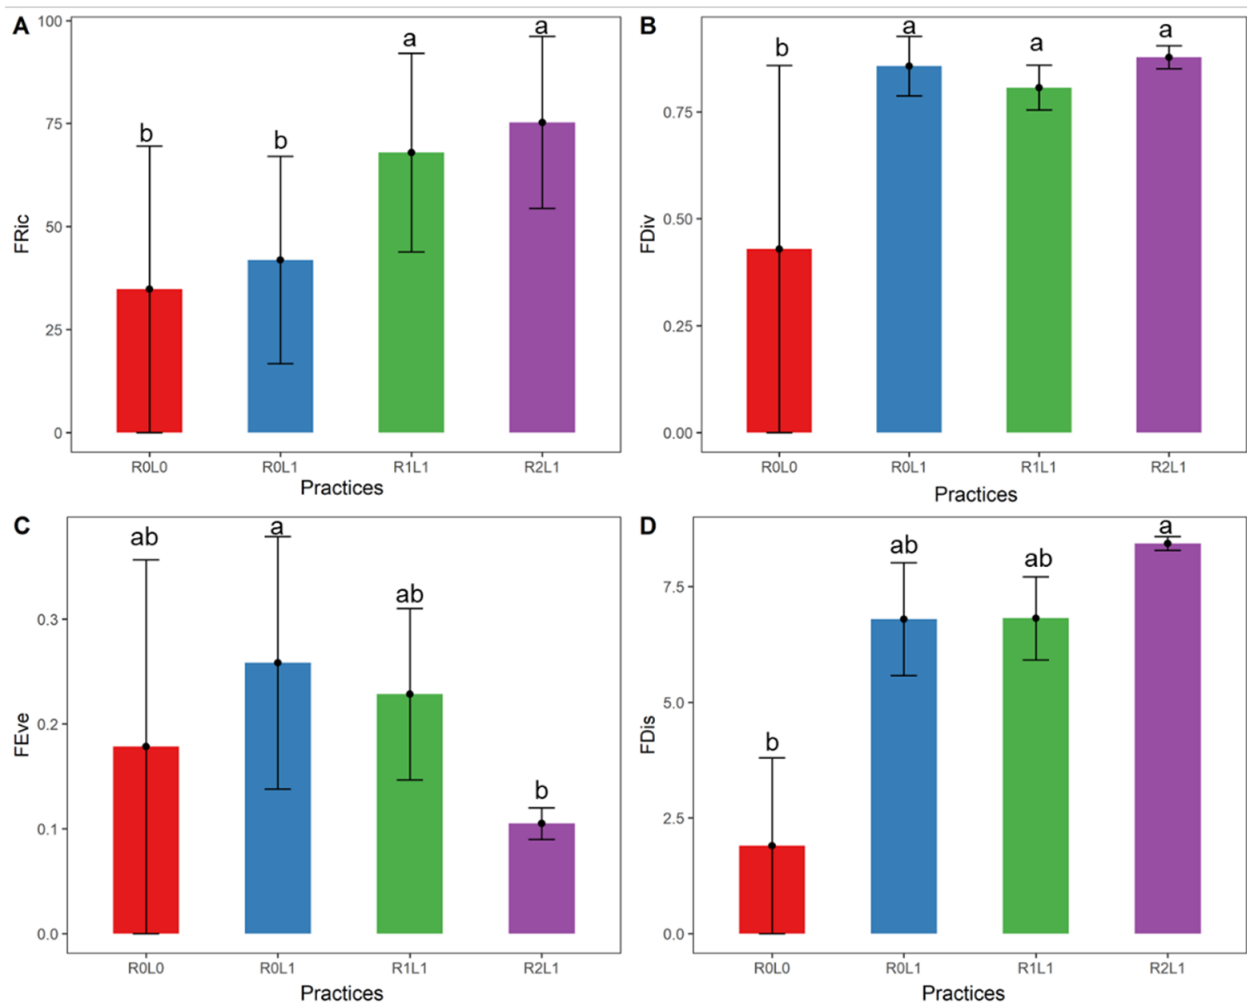 A
100
75
50
25
0
FRic
b
b
a
a
R0L0
R0L1
R1L1
R2L1
Practices
B
0.75
0.50
0.25
0.00
FDiv
b
a
a
a
R0L0
R0L1
R1L1
R2L1
Practices
C
0.3
0.2
0.1
0.0
FEve
ab
a
ab
b
R0L0
R0L1
R1L1
R2L1
Practices
D
7.5
5.0
2.5
0.0
FDis
b
ab
ab
a
R0L0
R0L1
R1L1
R2L1
Practices